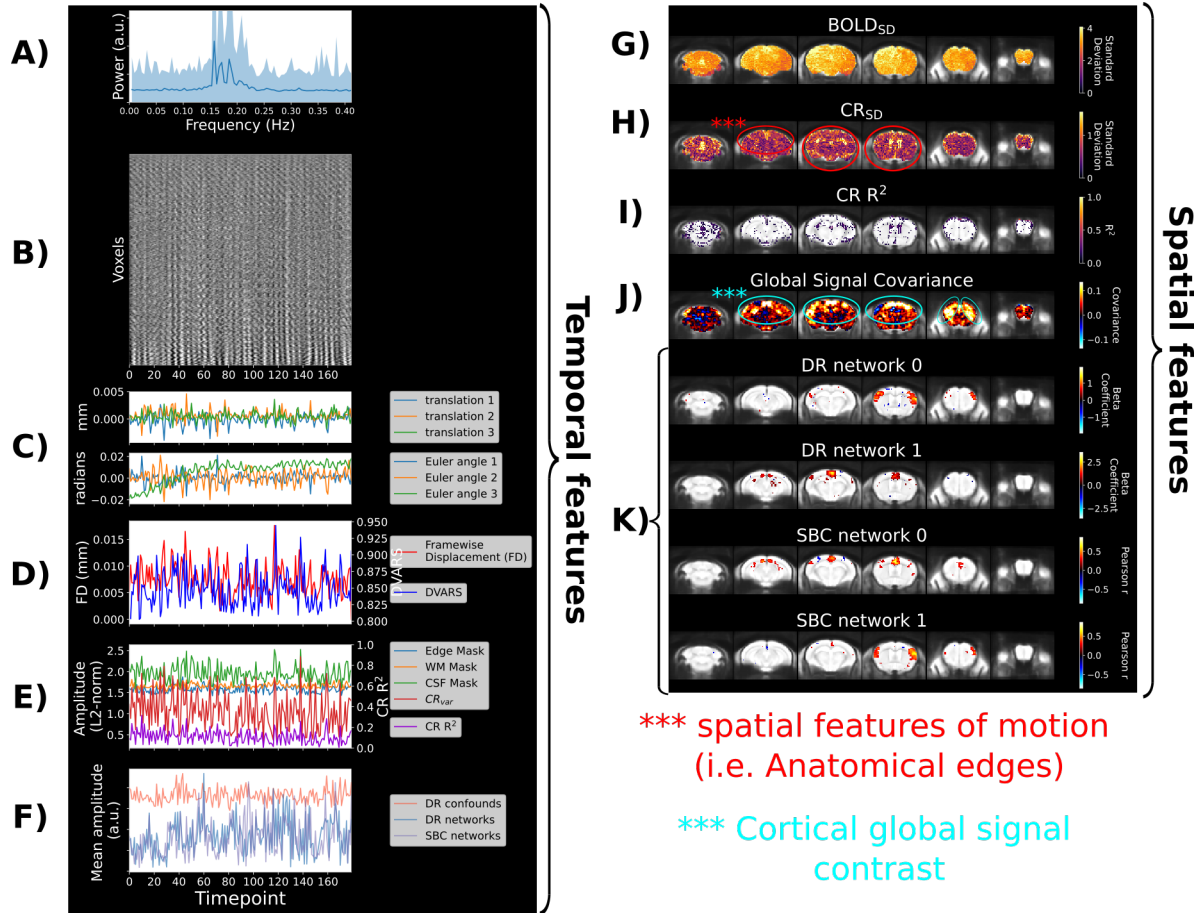 A)
Power (a.u.)
0.00 0.05 0.10 0.15 0.20 0.25 0.30 0.35 0.40
Frequency (Hz)
B)
Voxels
0 20 40 60 80 100 120 140 160
C)
mm
0.005
0.000
translation 1
translation 2
translation 3
radians
0.02
0.00
−0.02
Euler angle 1
Euler angle 2
Euler angle 3
D)
FD (mm)
0.015
0.010
0.005
0.000
0.950
0.925
0.900
0.875
0.850
0.825
0.800
DVARS
Framewise
Displacement (FD)
DVARS
E)
Amplitude
(L2-norm)
2.5
2.0
1.5
1.0
0.5
1.0
0.8
0.6
0.4
0.2
0.0
CR R²
Edge Mask
WM Mask
CSF Mask
CRvar
CR R²
F)
Mean amplitude
(a.u.)
DR confounds
DR networks
SBC networks
0 20 40 60 80 100 120 140 160
Timepoint
Temporal features
G)
BOLDSD
4
2
0
Standard
Deviation
H)
***
CRSD
1
0
Standard
Deviation
I)
CR R²
1.0
0.5
0.0
R²
J)
***
Global Signal Covariance
0.1
0.0
−0.1
Covariance
K)
DR network 0
1
0
−1
Beta
Coefficient
DR network 1
2.5
0.0
−2.5
Beta
Coefficient
SBC network 0
0.5
0.0
−0.5
Pearson r
SBC network 1
0.5
0.0
−0.5
Pearson r
Spatial features
*** spatial features of motion
(i.e. Anatomical edges)
*** Cortical global signal
contrast